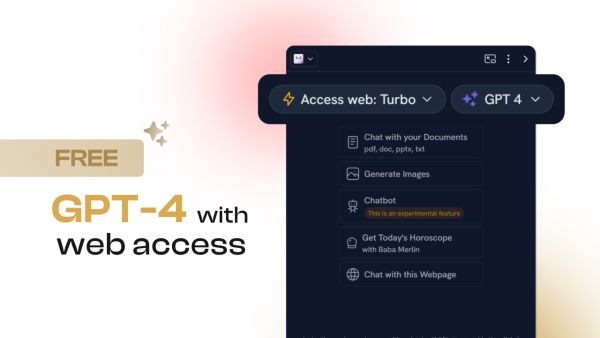 FREE
GPT-4 with
web access
Access web: Turbo
GPT 4
Chat with your Documents
pdf, doc, pptx, txt
Generate Images
Chatbot
This is an experimental feature
Get Today's Horoscope
with Baba Merlin
Chat with this Webpage